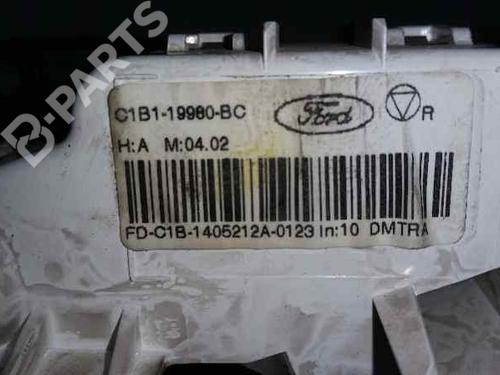 B-PARTS
C1B1-19980-BC
Ford
R
H:A M:04.02
FD-C1B-1405212A-0123 In:10 DMTRA